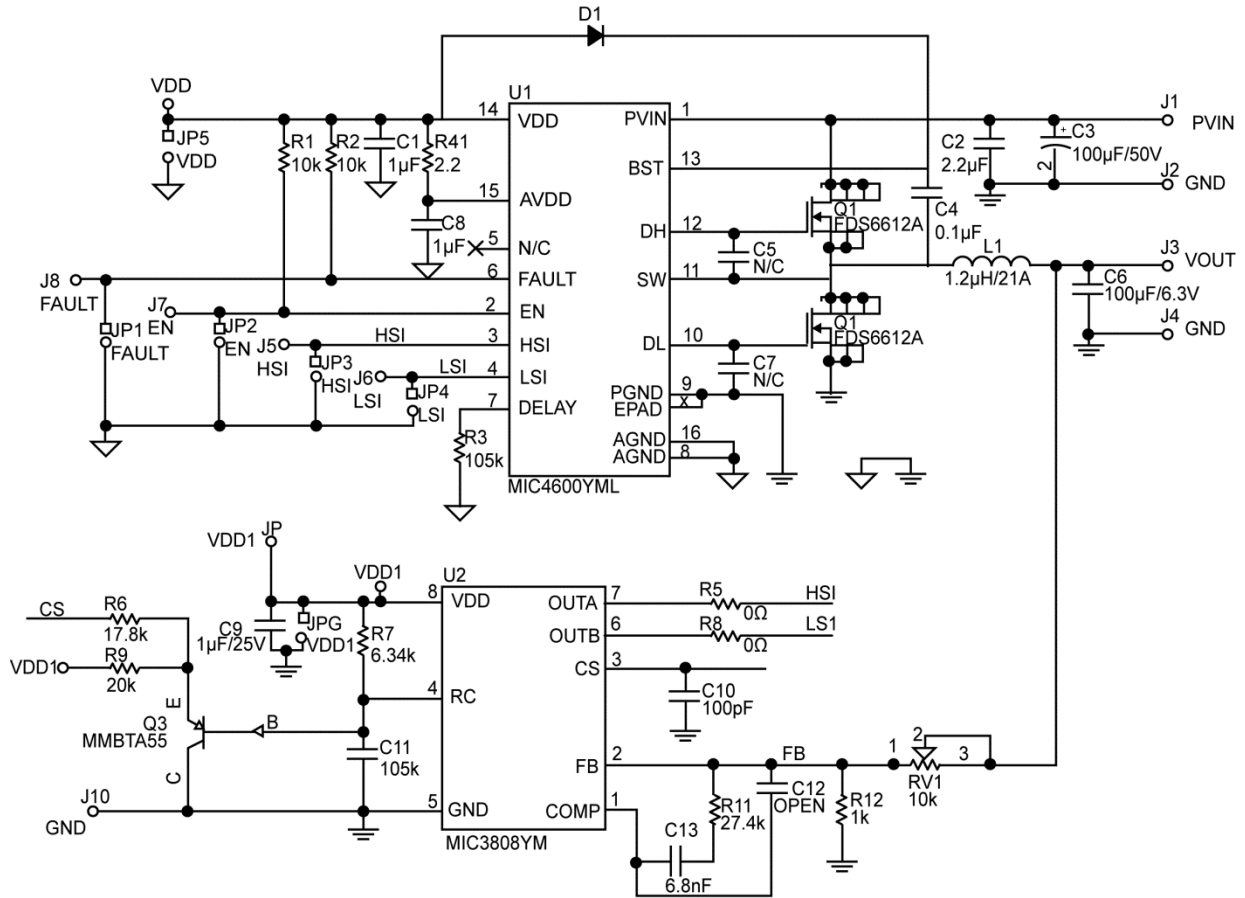 D1
VDD
JP5
VDD
R1
10k
R2
10k
C1
1µF
R41
2.2
C8
1µF
U1
14
VDD
15
AVDD
5
N/C
6
FAULT
2
EN
3
HSI
4
LSI
7
DELAY
PVIN
1
BST
13
DH
12
SW
11
DL
10
PGND
9
EPAD
X
AGND
16
AGND
8
MIC4600YML
J8
FAULT
J7
EN
JP1
FAULT
JP2
EN
J5
HSI
HSI
JP3
HSI
J6
LSI
LSI
JP4
LSI
R3
105k
C5
N/C
C7
N/C
Q1
FDS6612A
Q1
FDS6612A
C4
0.1µF
C2
2.2µF
+
C3
100µF/50V
2
J1
PVIN
J2
GND
L1
1.2µH/21A
J3
VOUT
C6
100µF/6.3V
J4
GND
JP
VDD1
VDD1
CS
R6
17.8k
VDD1
R9
20k
C9
1µF/25V
JPG
VDD1
R7
6.34k
E
Q3
MMBTA55
B
C
C11
105k
J10
GND
U2
8
VDD
4
RC
5
GND
OUTA
7
OUTB
6
CS
3
FB
2
COMP
1
MIC3808YM
R5
0Ω
HSI
R8
0Ω
LS1
C10
100pF
FB
C12
OPEN
R11
27.4k
C13
6.8nF
R12
1k
1
2
3
RV1
10k